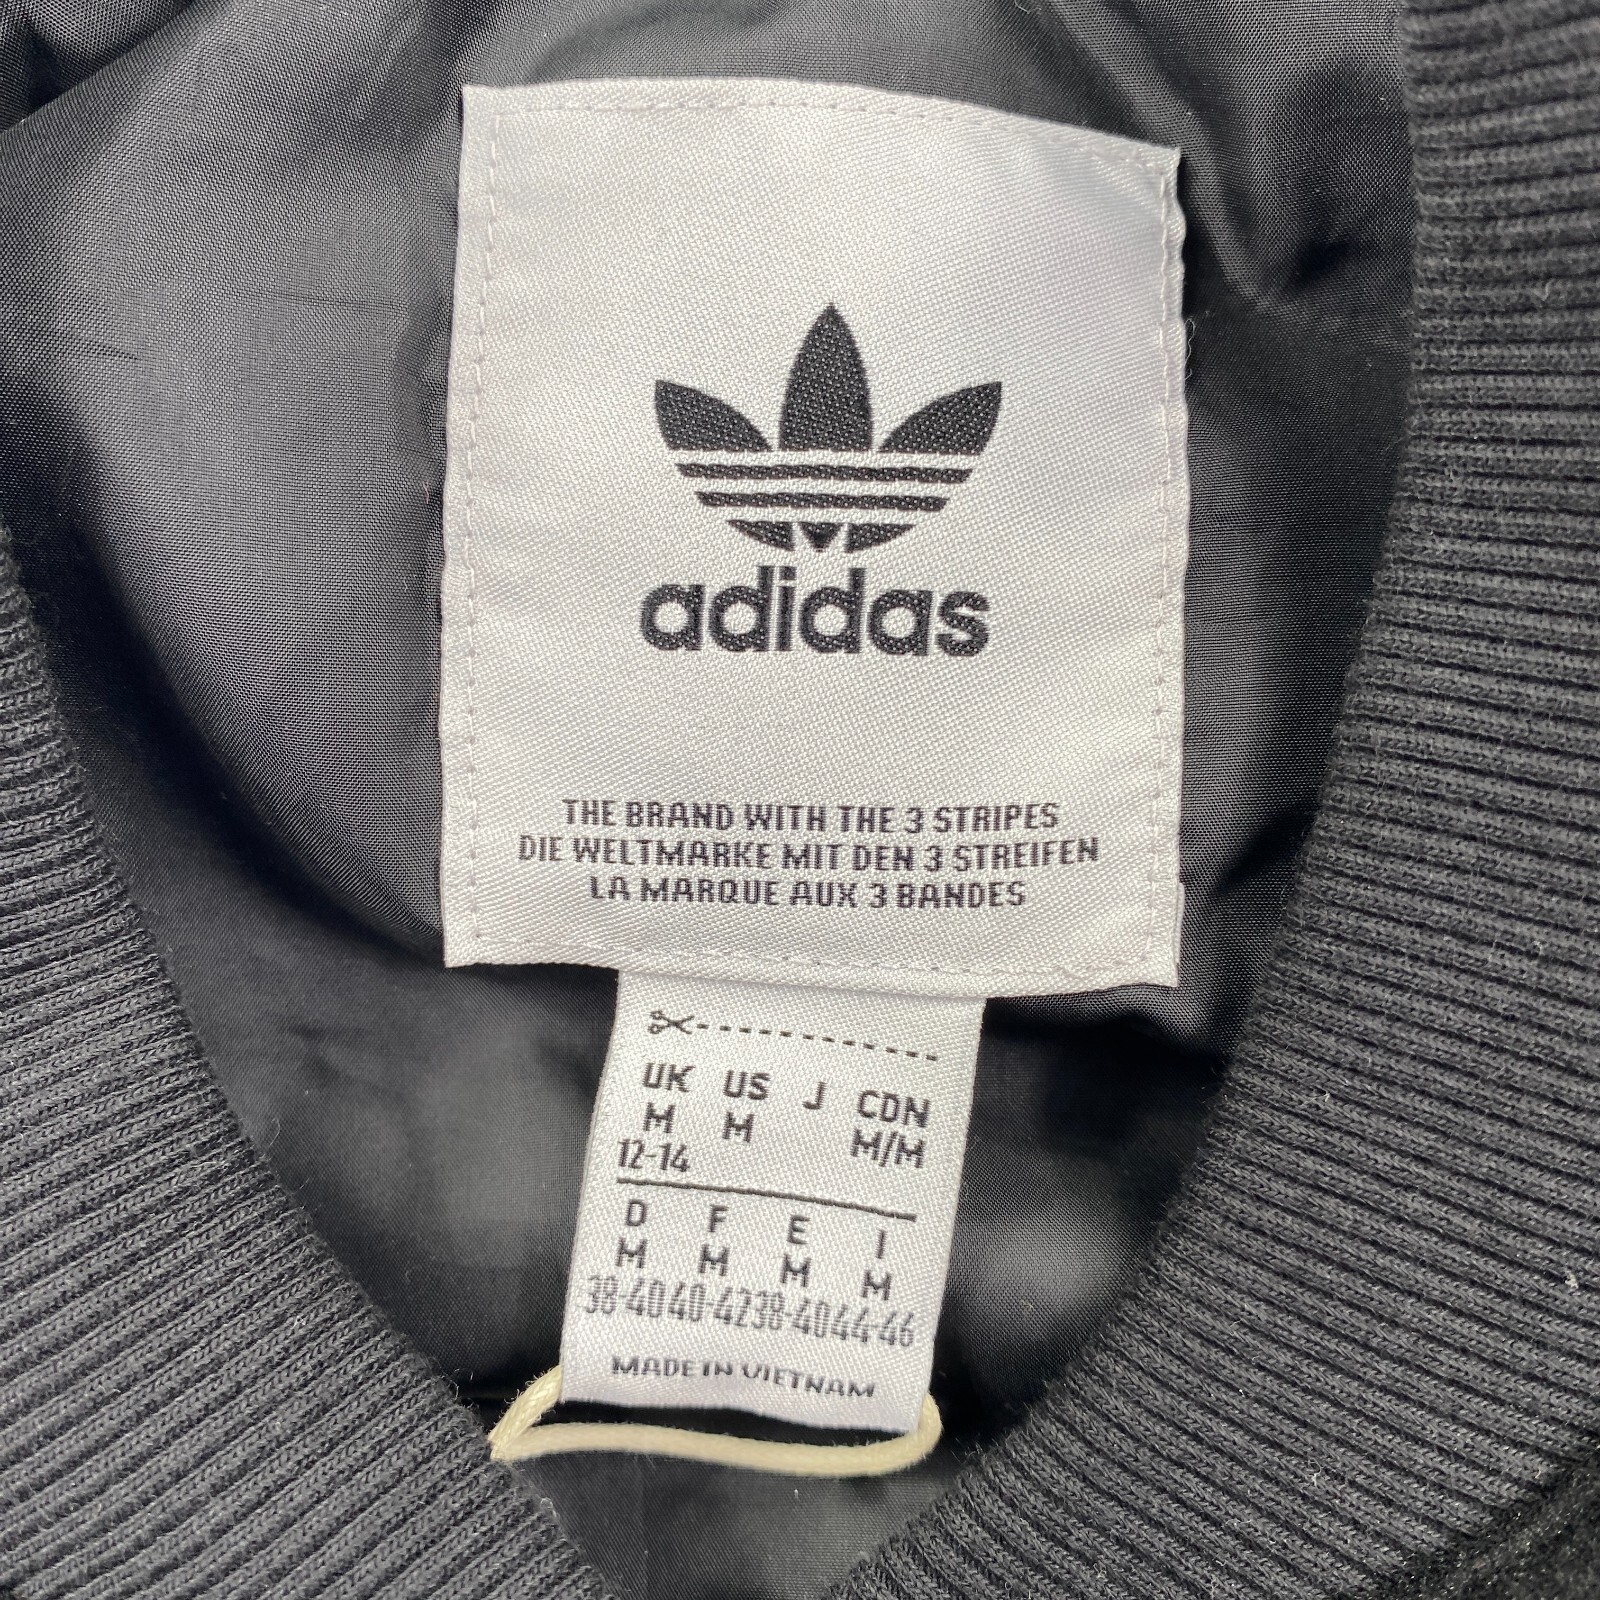 adidas
THE BRAND WITH THE 3 STRIPES
DIE WELTMARKE MIT DEN 3 STREIFEN
LA MARQUE AUX 3 BANDES
UK US J CDN
M M M/M
12-14
D F E I
M M M M
38-40 40-42 38-40 44-46
MADE IN VIETNAM